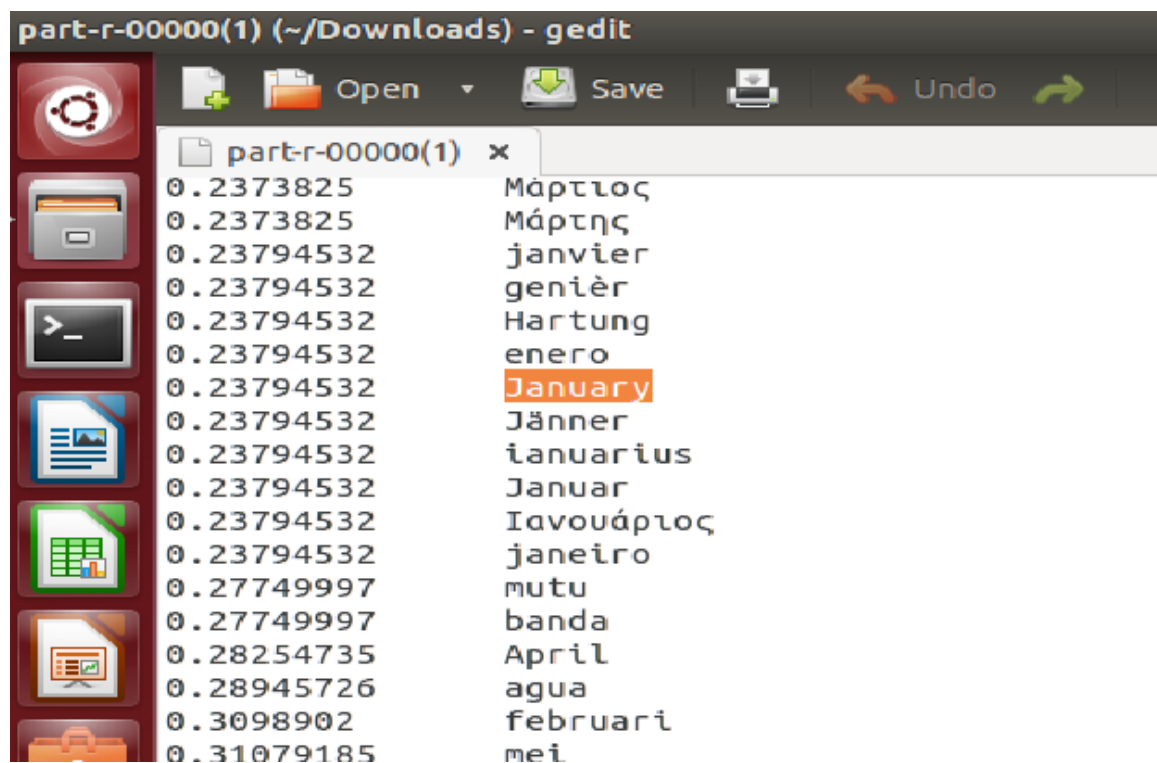 part-r-00000(1) (~/Downloads) - gedit
Open Save Undo
part-r-00000(1) ×
0.2373825 Μάρτιος
0.2373825 Μάρτης
0.23794532 janvier
0.23794532 genièr
0.23794532 Hartung
0.23794532 enero
0.23794532 January
0.23794532 Jänner
0.23794532 ianuarius
0.23794532 Januar
0.23794532 Ιανουάριος
0.23794532 janeiro
0.27749997 mutu
0.27749997 banda
0.28254735 April
0.28945726 agua
0.3098902 februari
0.31079185 mei